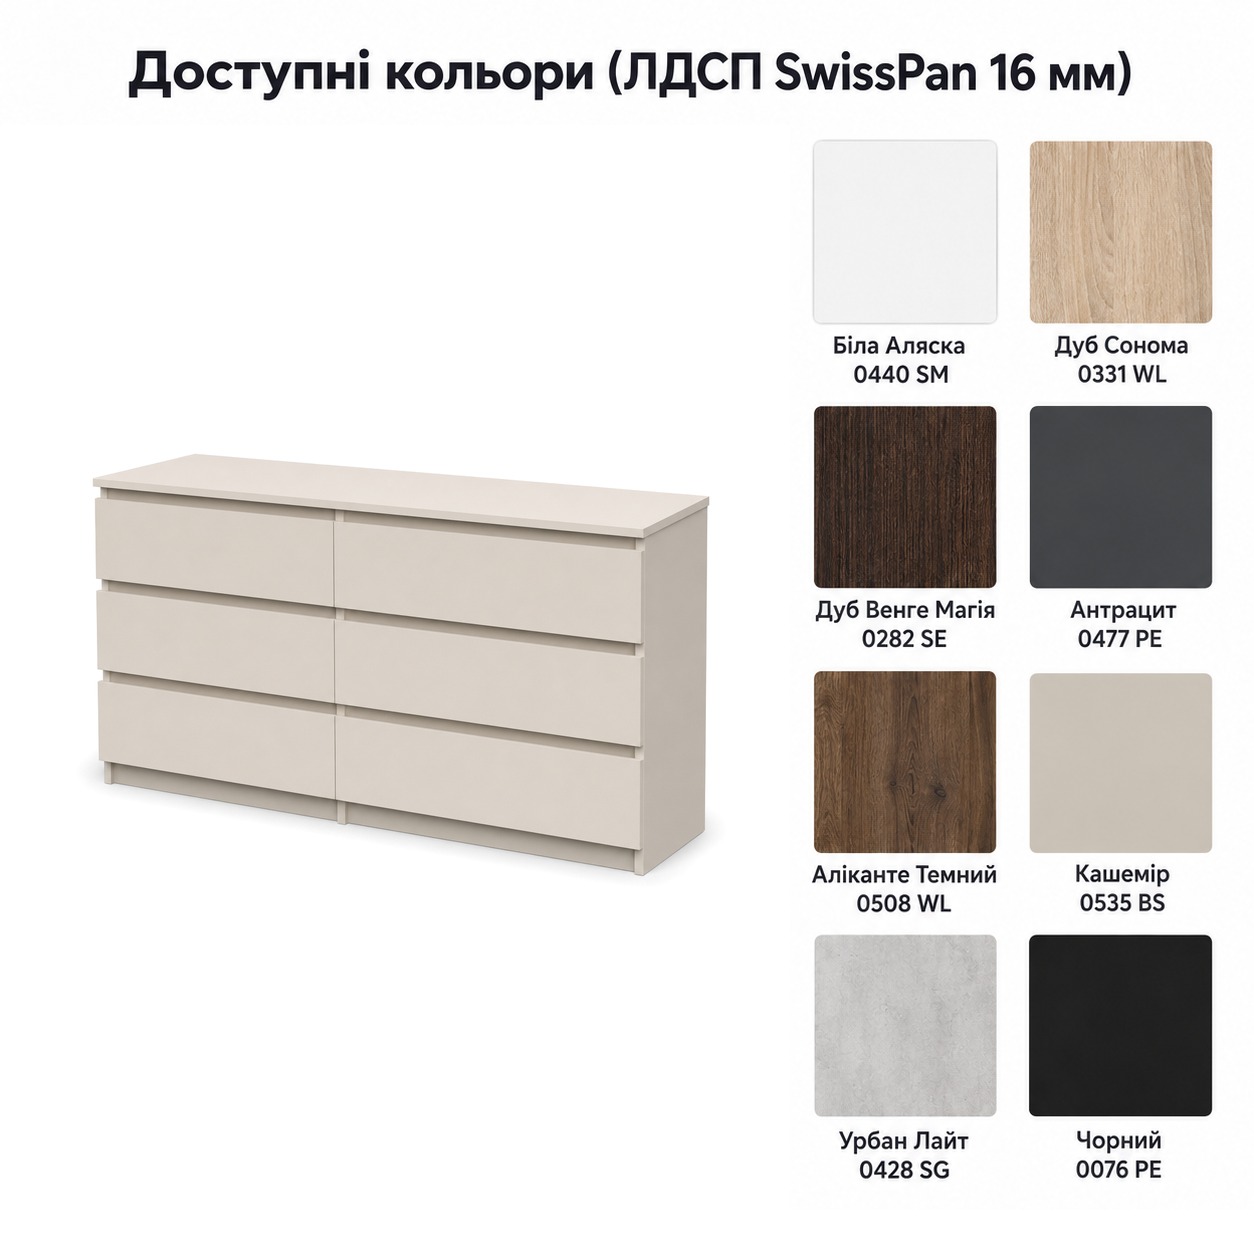 Доступні кольори (ЛДСП SwissPan 16 мм)
Біла Аляска
0440 SM
Дуб Сонома
0331 WL
Дуб Венге Магія
0282 SE
Антрацит
0477 PE
Аліканте Темний
0508 WL
Кашемір
0535 BS
Урбан Лайт
0428 SG
Чорний
0076 PE